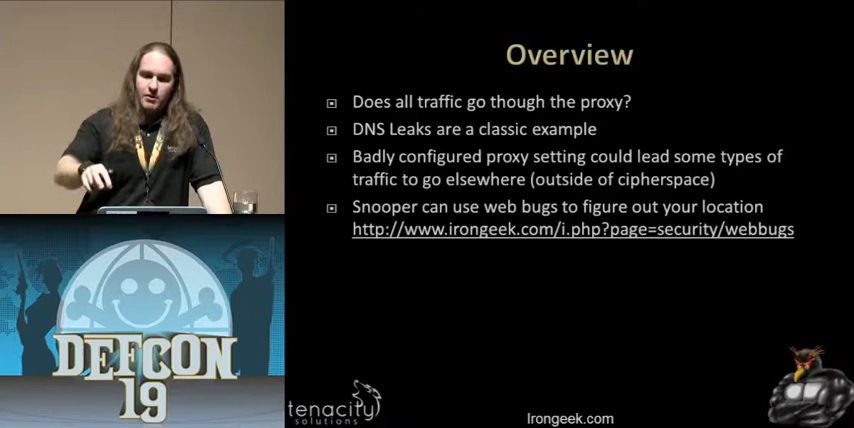 Overview
Does all traffic go though the proxy?
DNS Leaks are a classic example
Badly configured proxy setting could lead some types of
traffic to go elsewhere (outside of cipherspace)
Snooper can use web bugs to figure out your location
http://www.irongeek.com/i.php?page=security/webbugs
DEFCON
19
tenacity
solutions
Irongeek.com